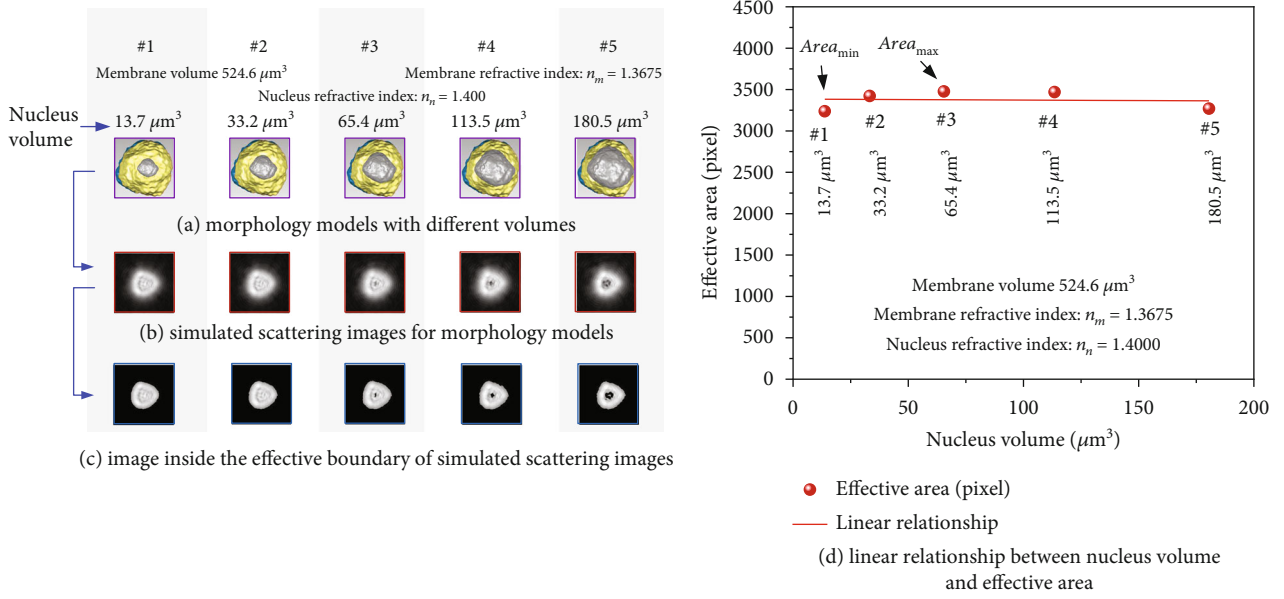 #1 #2 #3 #4 #5
Membrane volume 524.6 μm³ Membrane refractive index: nₘ = 1.3675
Nucleus refractive index: nₙ = 1.400
Nucleus volume
13.7 μm³ 33.2 μm³ 65.4 μm³ 113.5 μm³ 180.5 μm³
(a) morphology models with different volumes
(b) simulated scattering images for morphology models
(c) image inside the effective boundary of simulated scattering images
Effective area (pixel)
4500
4000
3500
3000
2500
2000
1750
1500
1000
500
0
Area_min Area_max
#1 #2 #3 #4 #5
13.7 μm³ 33.2 μm³ 65.4 μm³ 113.5 μm³ 180.5 μm³
Membrane volume 524.6 μm³
Membrane refractive index: nₘ = 1.3675
Nucleus refractive index: nₙ = 1.4000
0 50 100 150 200
Nucleus volume (μm³)
Effective area (pixel)
Linear relationship
(d) linear relationship between nucleus volume
and effective area